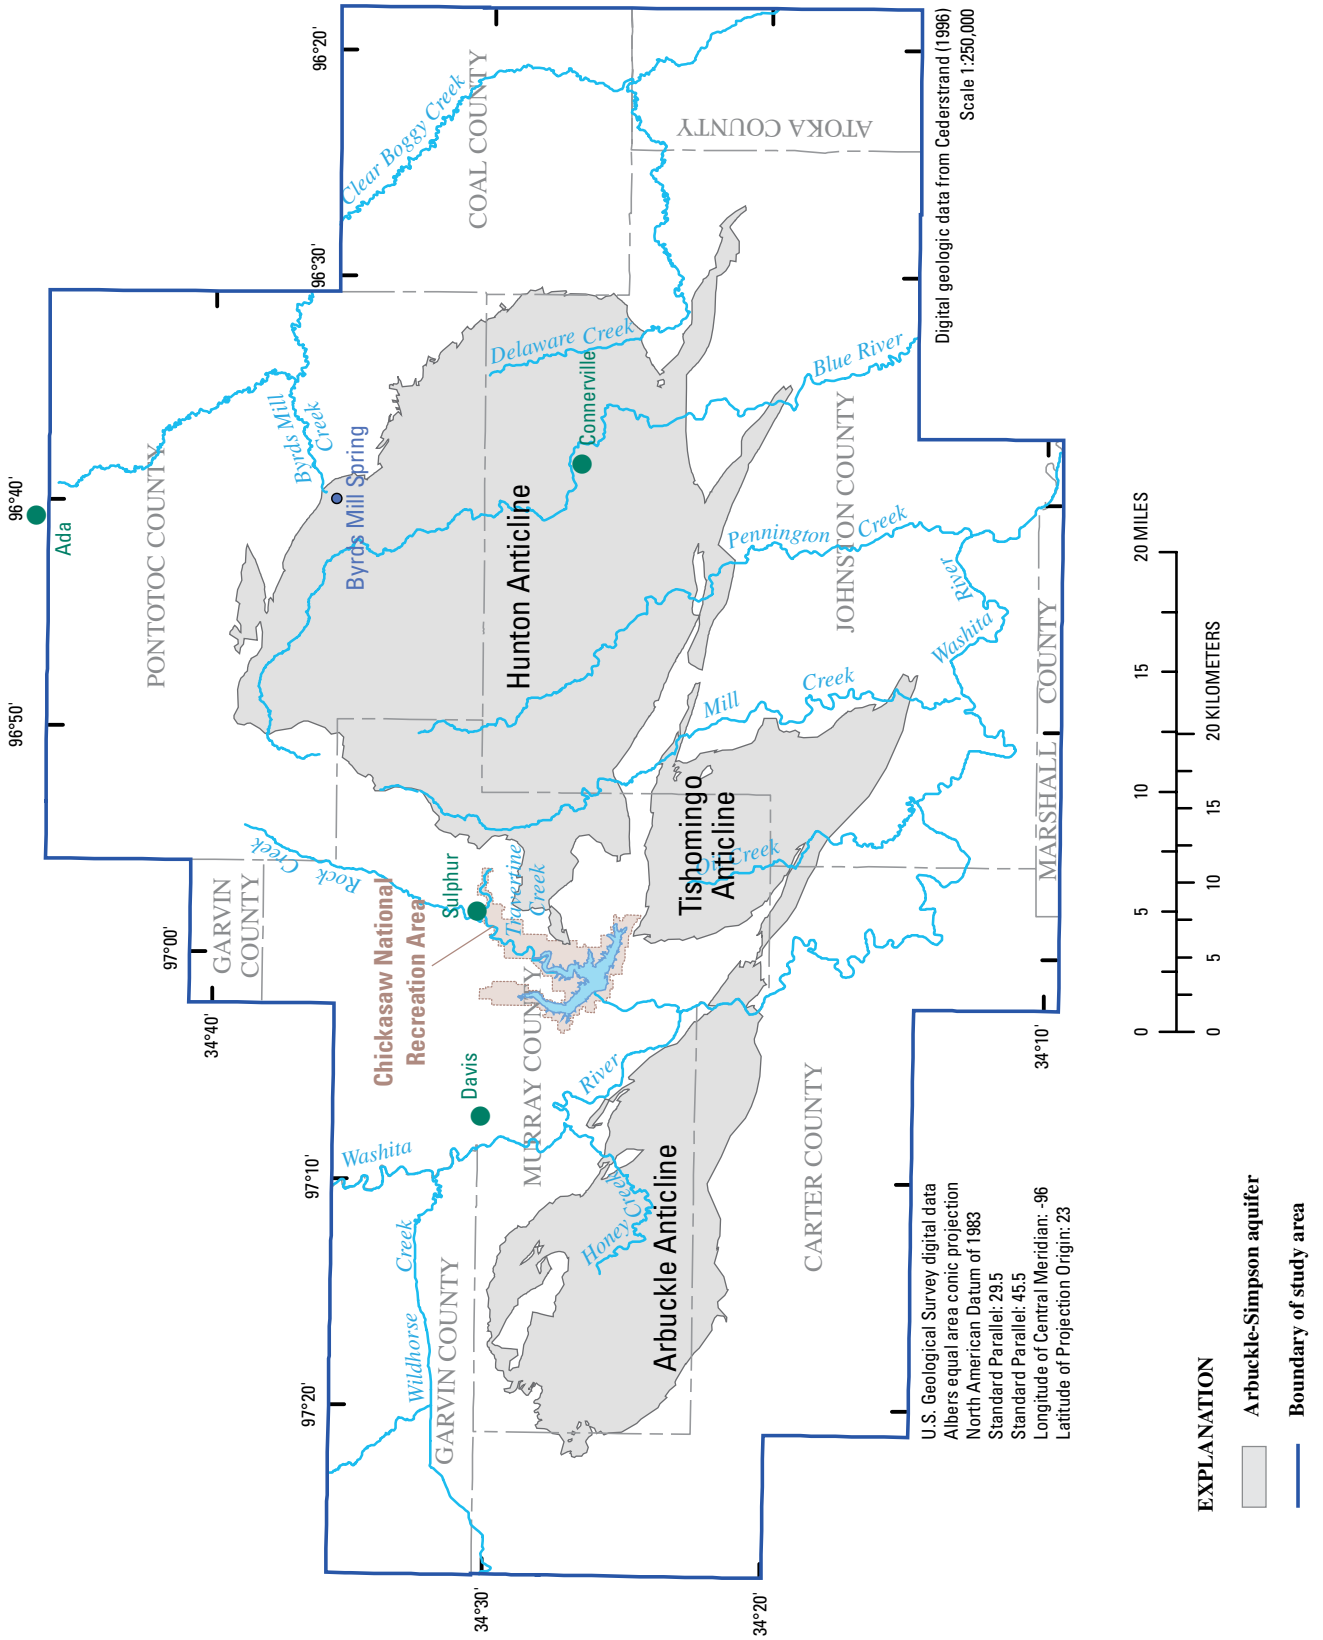 96°20'
96°30'
96°40'
96°50'
97°00'
97°10'
97°20'
34°40'
34°30'
34°20'
34°10'
Ada
PONTOTOC COUNTY
Byrds Mill
Creek
Byrds Mill Spring
Clear Boggy Creek
COAL COUNTY
ATOKA COUNTY
Delaware Creek
Connerville
Blue River
Hunton Anticline
JOHNSTON COUNTY
Pennington
Creek
Washita
River
Mill
Creek
MARSHALL
COUNTY
Tishomingo
Anticline
Oil Creek
GARVIN
COUNTY
Rock
Creek
Sulphur
Travertine
Creek
Chickasaw National
Recreation Area
MURRAY COUNTY
Davis
River
Washita
Honey Creek
Arbuckle Anticline
CARTER COUNTY
Wildhorse
Creek
GARVIN COUNTY
Digital geologic data from Cederstrand (1996)
Scale 1:250,000
U.S. Geological Survey digital data
Albers equal area conic projection
North American Datum of 1983
Standard Parallel: 29.5
Standard Parallel: 45.5
Longitude of Central Meridian: -96
Latitude of Projection Origin: 23
0 5 10 15 20 MILES
0 5 10 15 20 KILOMETERS
EXPLANATION
Arbuckle-Simpson aquifer
Boundary of study area